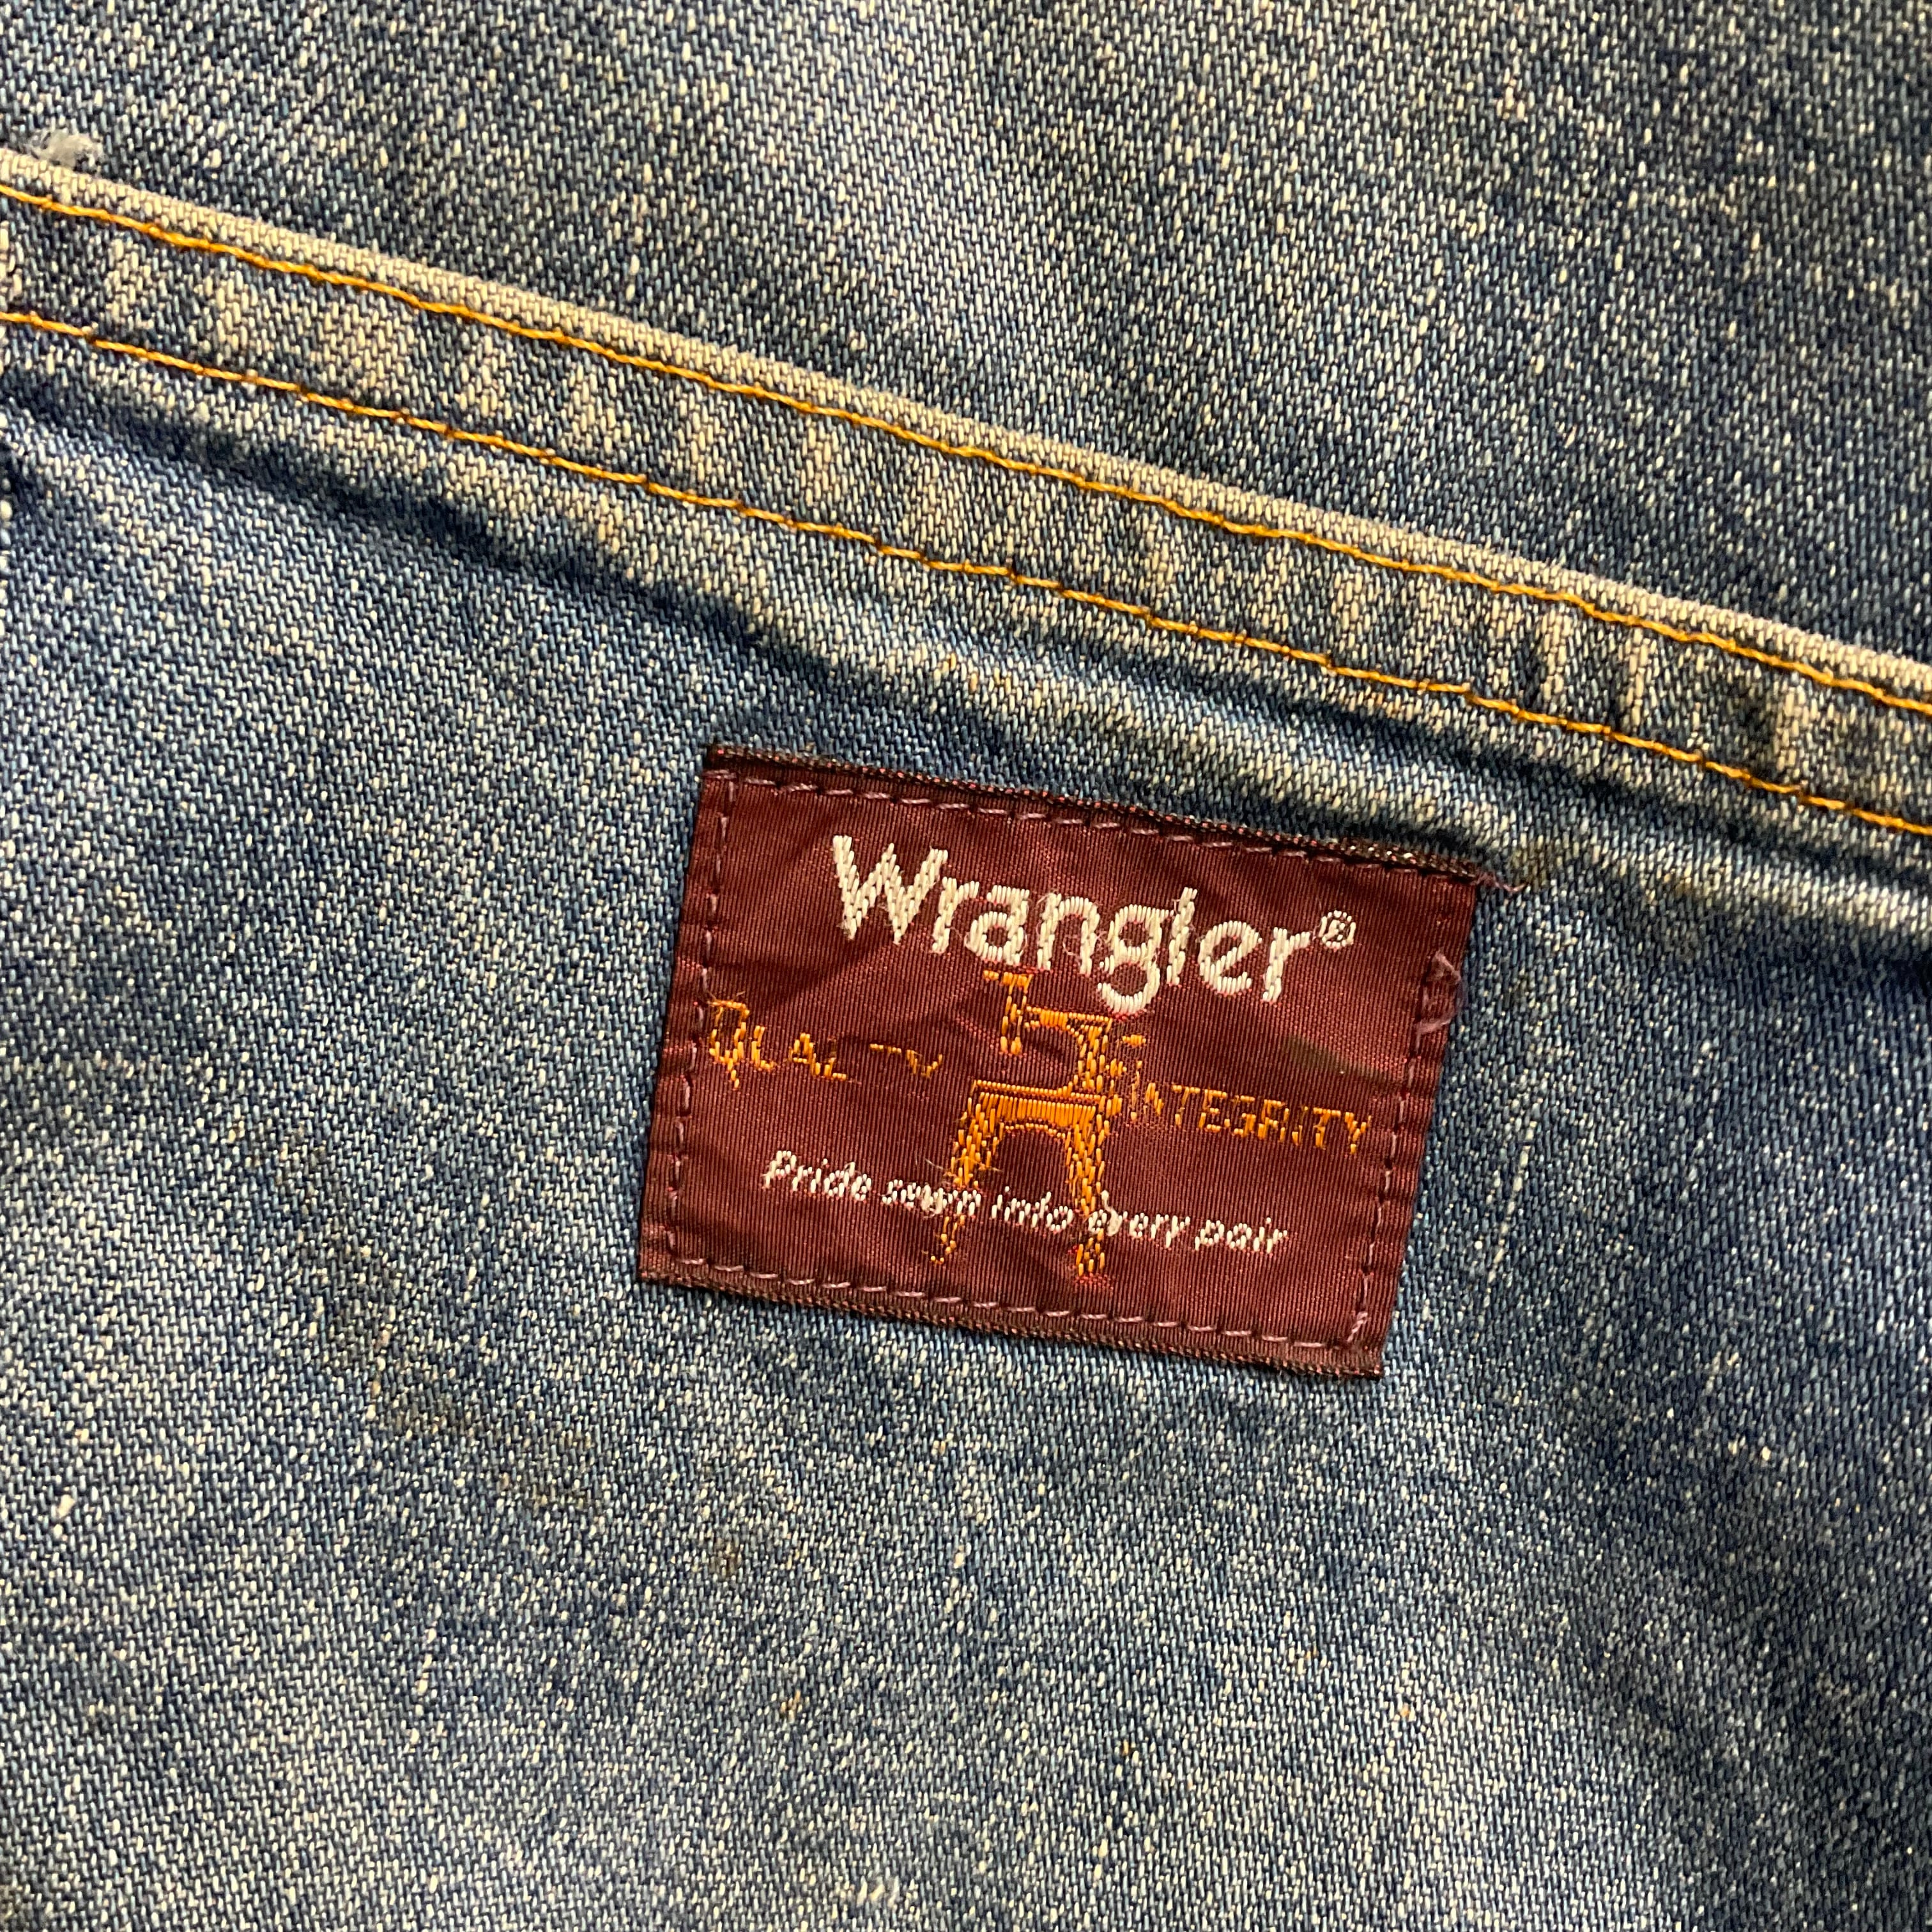 Wrangler®
QUALITY INTEGRITY
Pride sewn into every pair